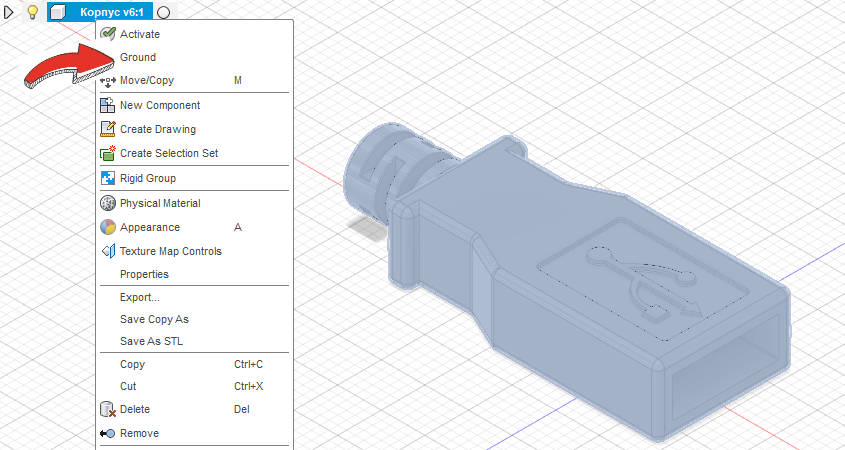 Корпус v6:1
Activate
Ground
Move/Copy M
New Component
Create Drawing
Create Selection Set
Rigid Group
Physical Material
Appearance A
Texture Map Controls
Properties
Export...
Save Copy As
Save As STL
Copy Ctrl+C
Cut Ctrl+X
Delete Del
Remove